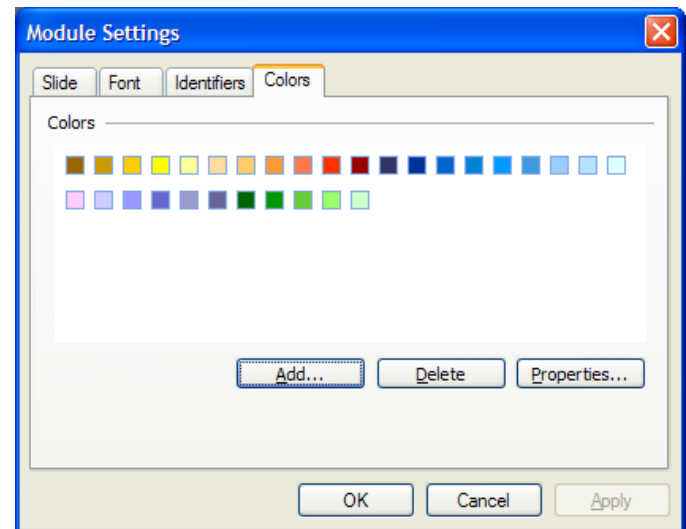 Module Settings
Slide Font Identifiers Colors
Colors
Add... Delete Properties...
OK Cancel Apply